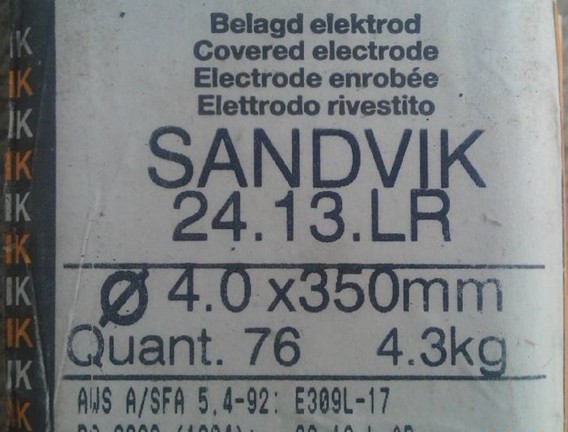 Belagd elektrod
Covered electrode
Electrode enrobée
Elettrodo rivestito
SANDVIK
24.13.LR
Ø 4.0 x350mm
Quant. 76 4.3kg
AWS A/SFA 5.4-92: E309L-17